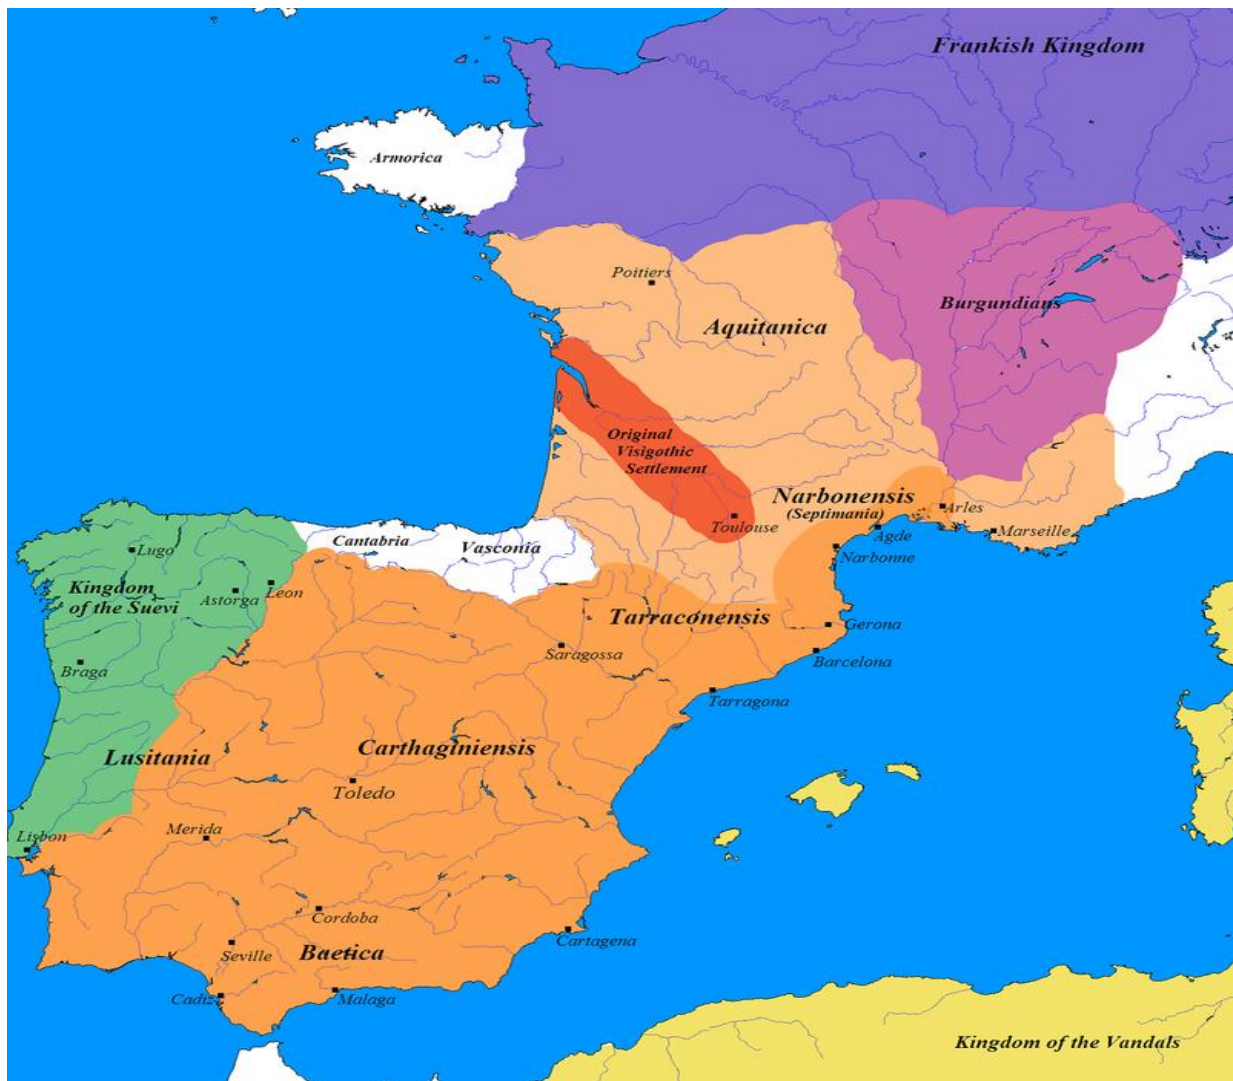 Frankish Kingdom
Armorica
Poitiers
Burgundians
Aquitanica
Original
Visigothic
Settlement
Narbonensis
(Septimania)
Toulouse
Arles
Agde
Marseille
Narbonne
Cantabria
Vasconia
Lugo
Kingdom
of the Suevi
Astorga
Leon
Tarraconensis
Gerona
Saragossa
Barcelona
Braga
Tarragona
Lusitania
Carthaginiensis
Toledo
Lisbon
Merida
Cordoba
Seville
Baetica
Cartagena
Cadiz
Malaga
Kingdom of the Vandals